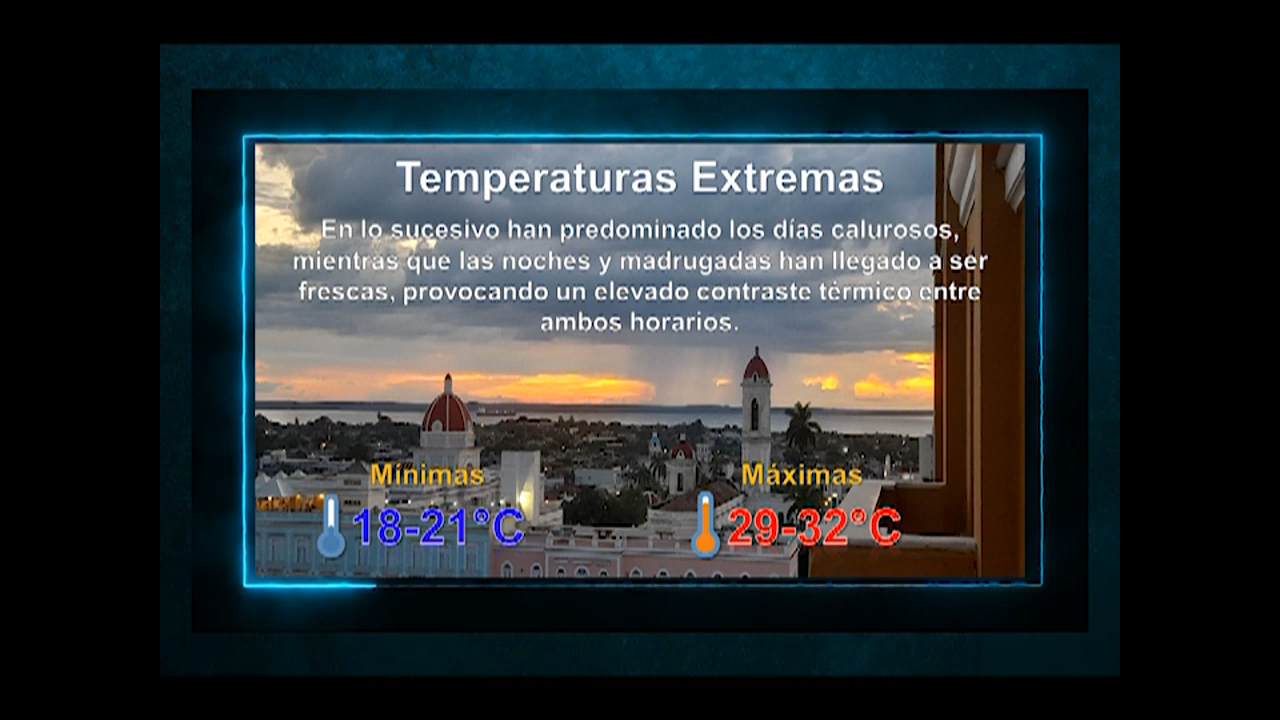 Temperaturas Extremas
En lo sucesivo han predominado los días calurosos,
mientras que las noches y madrugadas han llegado a ser
frescas, provocando un elevado contraste térmico entre
ambos horarios.
Mínimas
Máximas
18-21°C
29-32°C